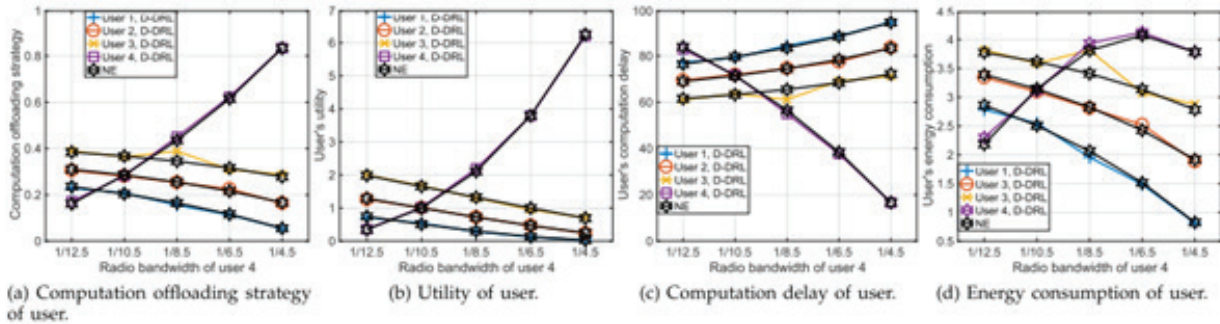 Computation offloading strategy
1
0.8
0.6
0.4
0.2
0
User 1, D-DRL
User 2, D-DRL
User 3, D-DRL
User 4, D-DRL
NE
1/12.5 1/10.5 1/8.5 1/6.5 1/4.5
Radio bandwidth of user 4
(a) Computation offloading strategy
of user.
User's utility
7
6
5
4
3
2
1
0
User 1, D-DRL
User 2, D-DRL
User 3, D-DRL
User 4, D-DRL
NE
1/12.5 1/10.5 1/8.5 1/6.5 1/4.5
Radio bandwidth of user 4
(b) Utility of user.
User's computation delay
100
80
60
40
20
0
User 1, D-DRL
User 2, D-DRL
User 3, D-DRL
User 4, D-DRL
NE
1/12.5 1/10.5 1/8.5 1/6.5 1/4.5
Radio bandwidth of user 4
(c) Computation delay of user.
User's energy consumption
4.5
4
3.5
3
2.5
2
1.5
1
0.5
User 1, D-DRL
User 2, D-DRL
User 3, D-DRL
User 4, D-DRL
NE
1/12.5 1/10.5 1/8.5 1/6.5 1/4.5
Radio bandwidth of user 4
(d) Energy consumption of user.